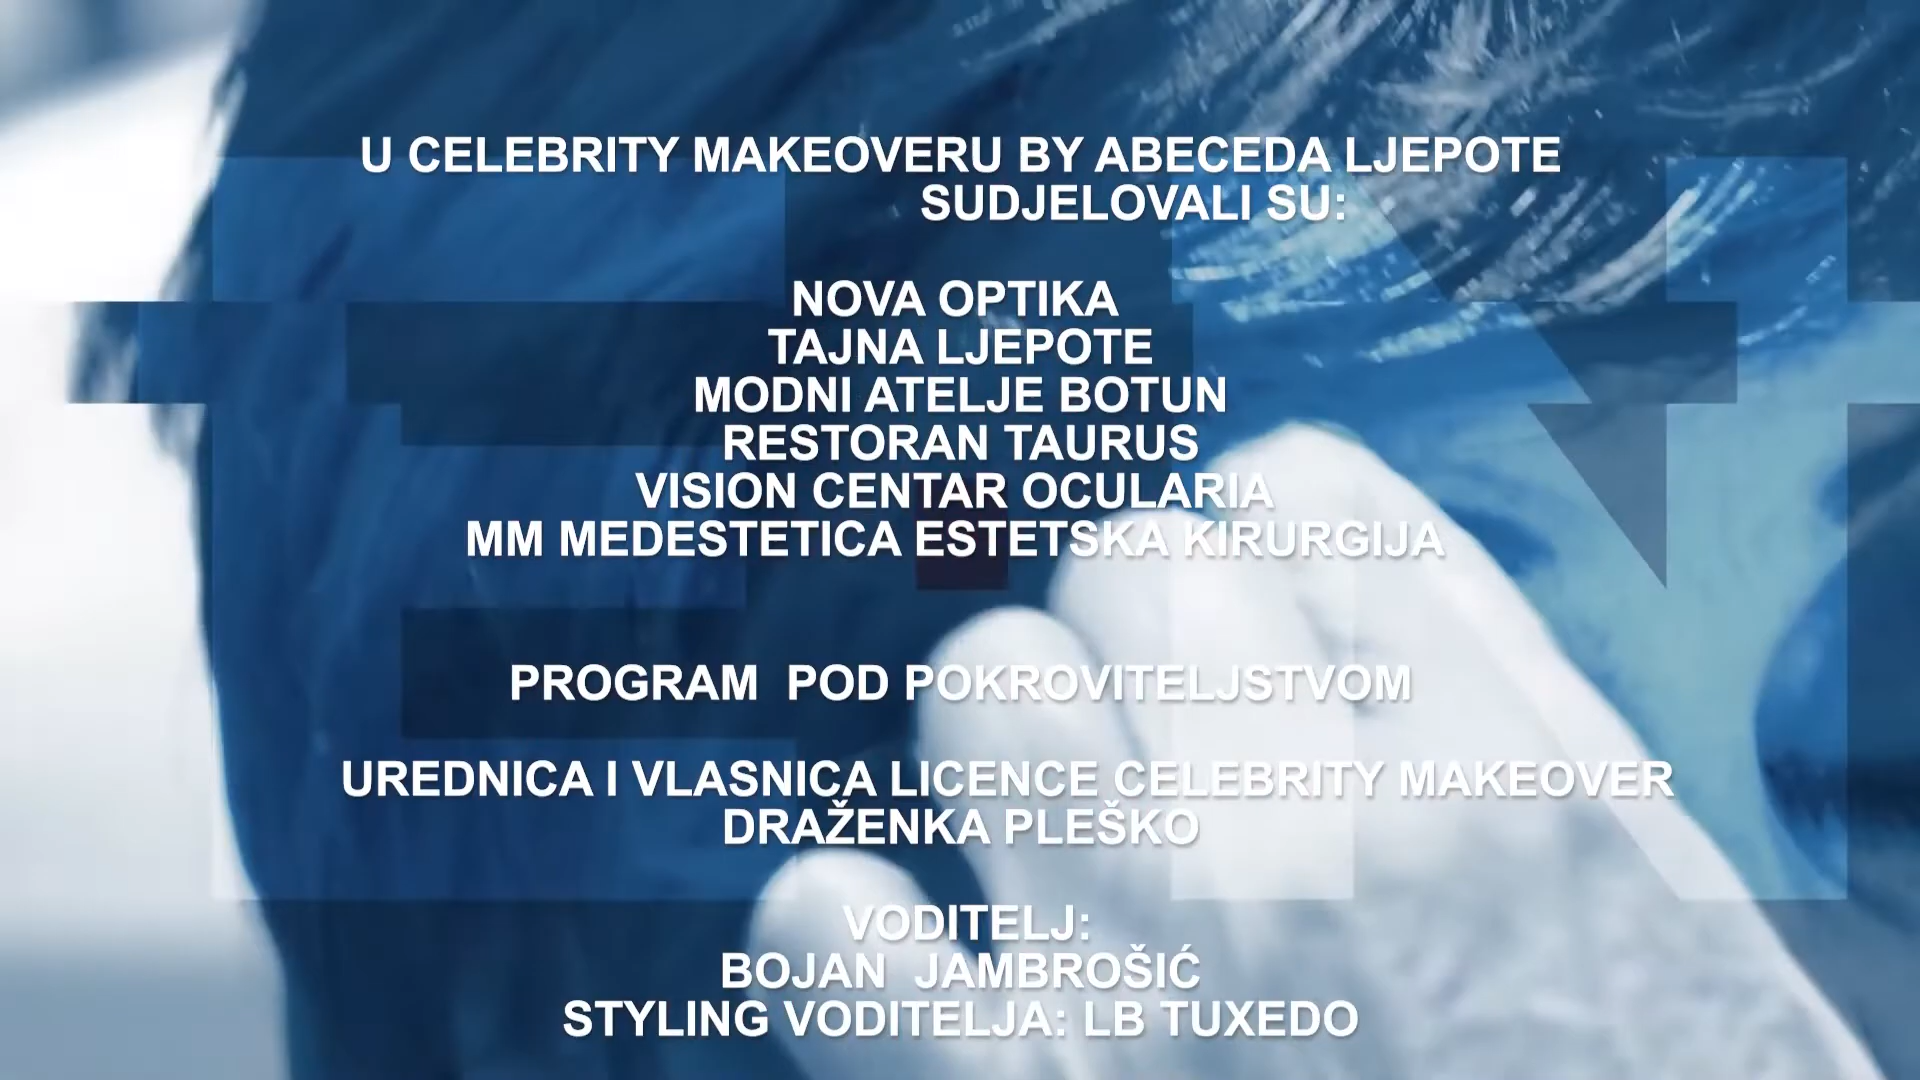 U CELEBRITY MAKEOVERU BY ABECEDA LJEPOTE
SUDJELOVALI SU:
NOVA OPTIKA
TAJNA LJEPOTE
MODNI ATELJE BOTUN
RESTORAN TAURUS
VISION CENTAR OCULARIA
MM MEDESTETICA ESTETSKA KIRURGIJA
PROGRAM  POD POKROVITELJSTVOM
UREDNICA I VLASNICA LICENCE CELEBRITY MAKEOVER
DRAŽENKA PLEŠKO
VODITELJ:
BOJAN  JAMBROŠIĆ
STYLING VODITELJA: LB TUXEDO